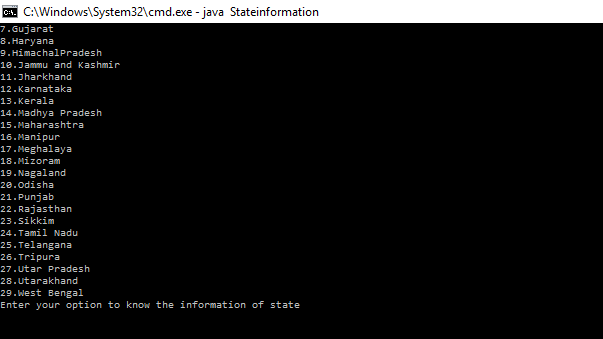 C:\Windows\System32\cmd.exe - java Stateinformation
7.Gujarat
8.Haryana
9.HimachalPradesh
10.Jammu and Kashmir
11.Jharkhand
12.Karnataka
13.Kerala
14.Madhya Pradesh
15.Maharashtra
16.Manipur
17.Meghalaya
18.Mizoram
19.Nagaland
20.Odisha
21.Punjab
22.Rajasthan
23.Sikkim
24.Tamil Nadu
25.Telangana
26.Tripura
27.Utar Pradesh
28.Utarakhand
29.West Bengal
Enter your option to know the information of state